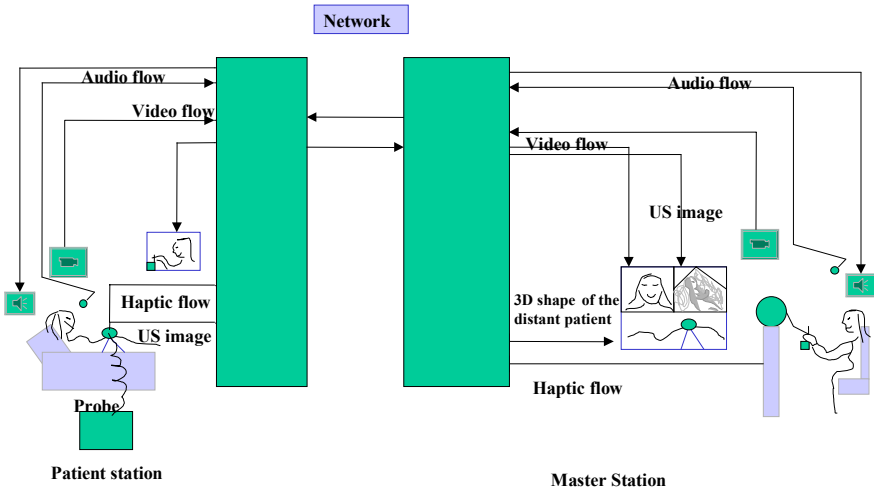 Network
Audio flow
Video flow
Haptic flow
US image
Probe
Patient station
Audio flow
Video flow
US image
3D shape of the
distant patient
Haptic flow
Master Station